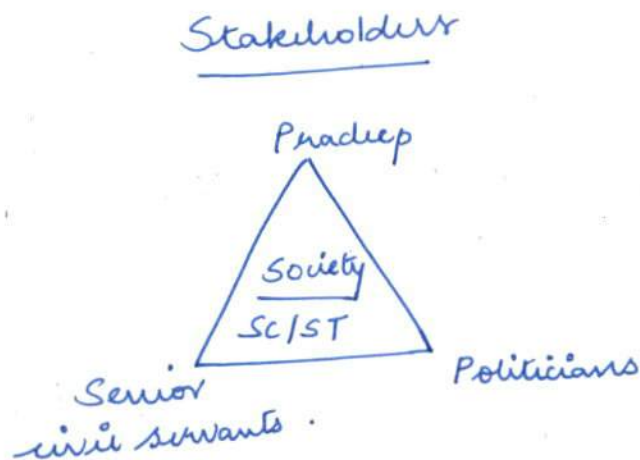 Stakeholders
Pradeep
Society
SC/ST
Senior
civil servants.
Politicians